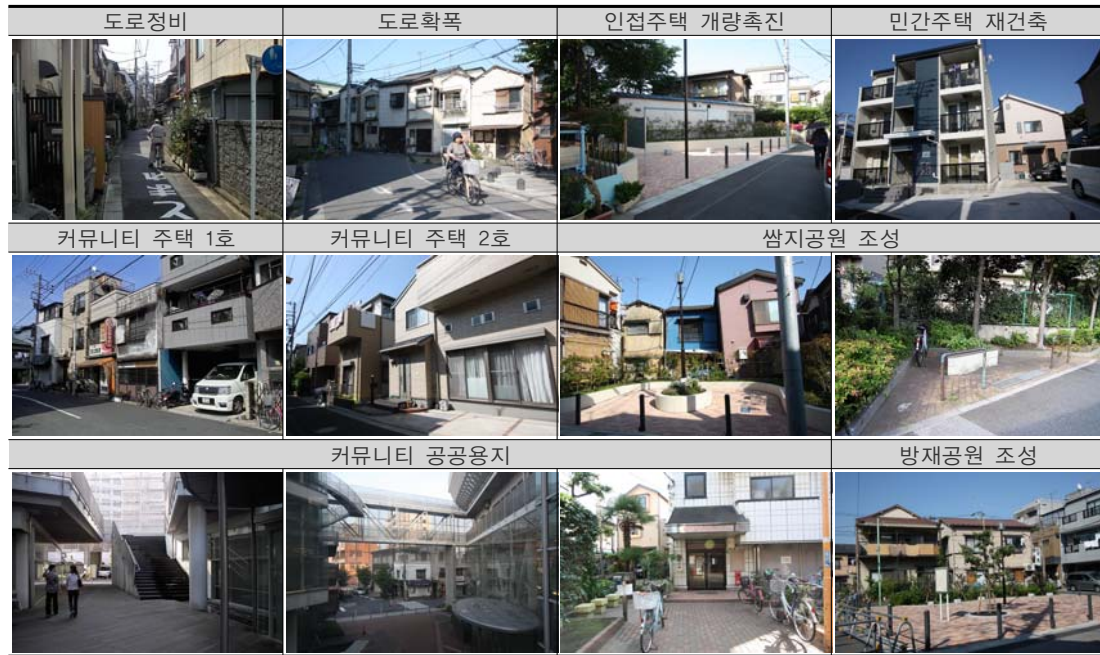 도로정비
도로확폭
인접주택 개량촉진
민간주택 재건축
커뮤니티 주택 1호
커뮤니티 주택 2호
쌈지공원 조성
커뮤니티 공공용지
방재공원 조성